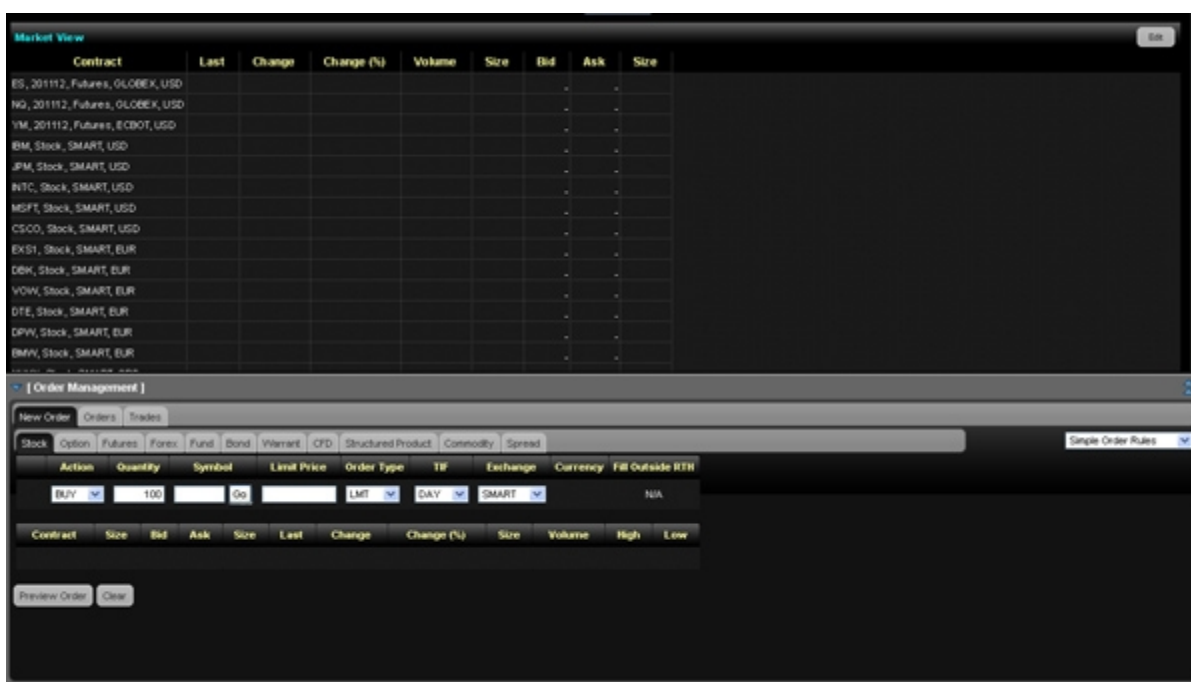 Market View
Edit
Contract Last Change Change (%) Volume Size Bid Ask Size
ES, 201112, Futures, GLOBEX, USD
NQ, 201112, Futures, GLOBEX, USD
YM, 201112, Futures, ECBOT, USD
IBM, Stock, SMART, USD
JPM, Stock, SMART, USD
INTC, Stock, SMART, USD
MSFT, Stock, SMART, USD
CSCO, Stock, SMART, USD
EXS1, Stock, SMART, EUR
DBK, Stock, SMART, EUR
VOW, Stock, SMART, EUR
DTE, Stock, SMART, EUR
DPW, Stock, SMART, EUR
BMW, Stock, SMART, EUR
[ Order Management ]
New Order Orders Trades
Stock Option Futures Forex Fund Bond Warrant CFD Structured Product Commodity Spread
Simple Order Rules
Action Quantity Symbol Limit Price Order Type TIF Exchange Currency Fill Outside RTH
BUY 100 Go LMT DAY SMART N/A
Contract Size Bid Ask Size Last Change Change (%) Size Volume High Low
Preview Order Clear